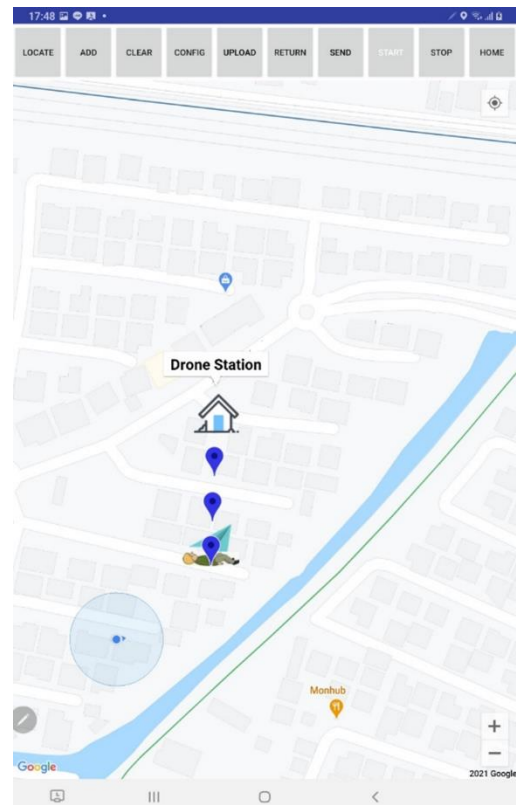 17:48
LOCATE ADD CLEAR CONFIG UPLOAD RETURN SEND START STOP HOME
Drone Station
Monhub
Google
2021 Google